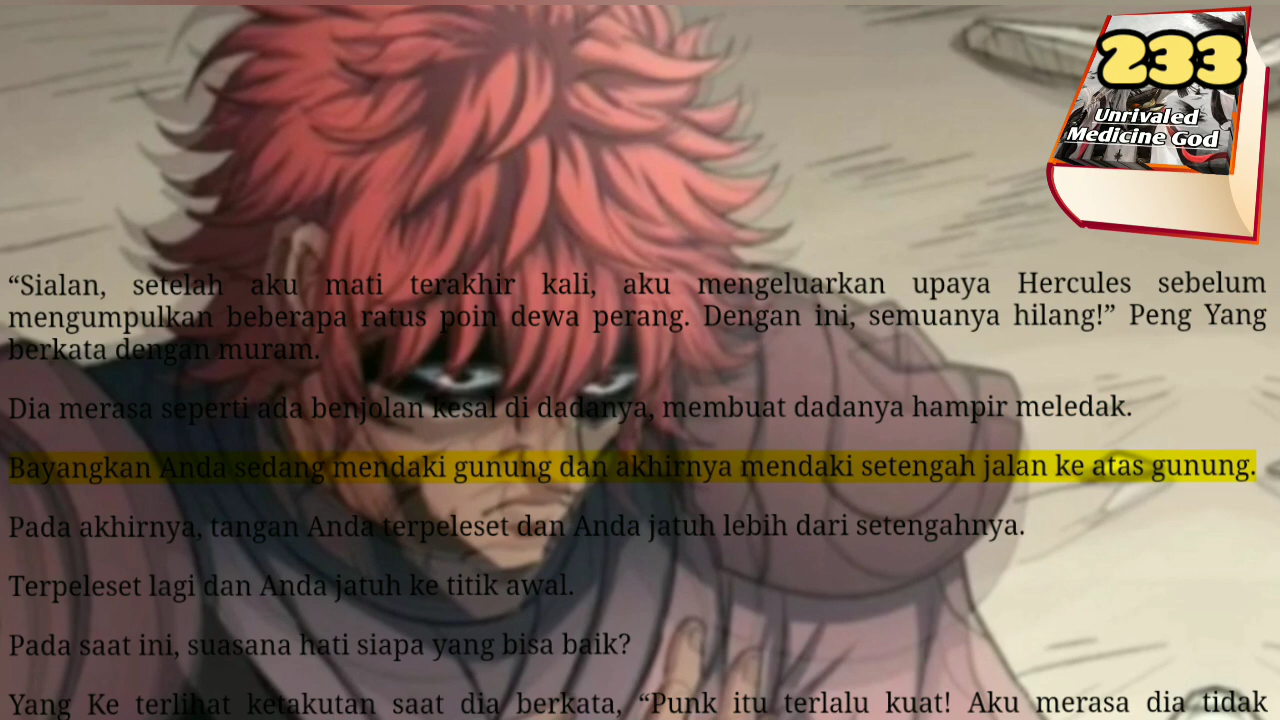 233
Unrivaled
Medicine God
“Sialan, setelah aku mati terakhir kali, aku mengeluarkan upaya Hercules sebelum
mengumpulkan beberapa ratus poin dewa perang. Dengan ini, semuanya hilang!” Peng Yang
berkata dengan muram.
Dia merasa seperti ada benjolan kesal di dadanya, membuat dadanya hampir meledak.
Bayangkan Anda sedang mendaki gunung dan akhirnya mendaki setengah jalan ke atas gunung.
Pada akhirnya, tangan Anda terpeleset dan Anda jatuh lebih dari setengahnya.
Terpeleset lagi dan Anda jatuh ke titik awal.
Pada saat ini, suasana hati siapa yang bisa baik?
Yang Ke terlihat ketakutan saat dia berkata, “Punk itu terlalu kuat! Aku merasa dia tidak